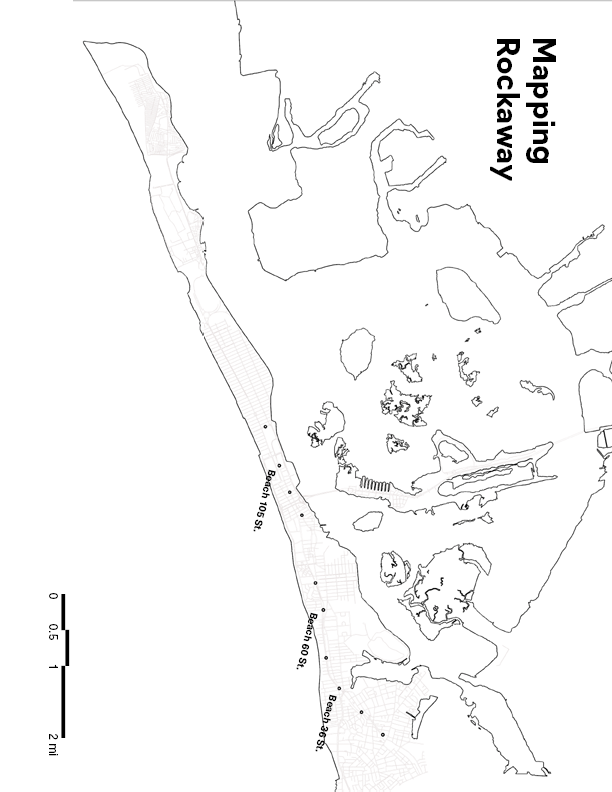 Mapping
Rockaway
Beach 105 St.
Beach 60 St.
Beach 36 St.
0 0.5 1 2 mi